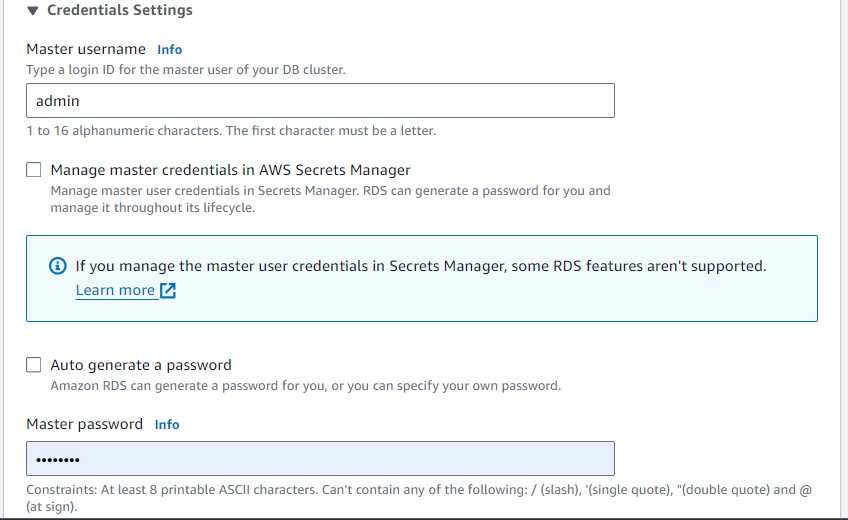 Credentials Settings
Master username Info
Type a login ID for the master user of your DB cluster.
admin
1 to 16 alphanumeric characters. The first character must be a letter.
Manage master credentials in AWS Secrets Manager
Manage master user credentials in Secrets Manager. RDS can generate a password for you and
manage it throughout its lifecycle.
If you manage the master user credentials in Secrets Manager, some RDS features aren't supported.
Learn more
Auto generate a password
Amazon RDS can generate a password for you, or you can specify your own password.
Master password Info
••••••••
Constraints: At least 8 printable ASCII characters. Can't contain any of the following: / (slash), '(single quote), "(double quote) and @
(at sign).